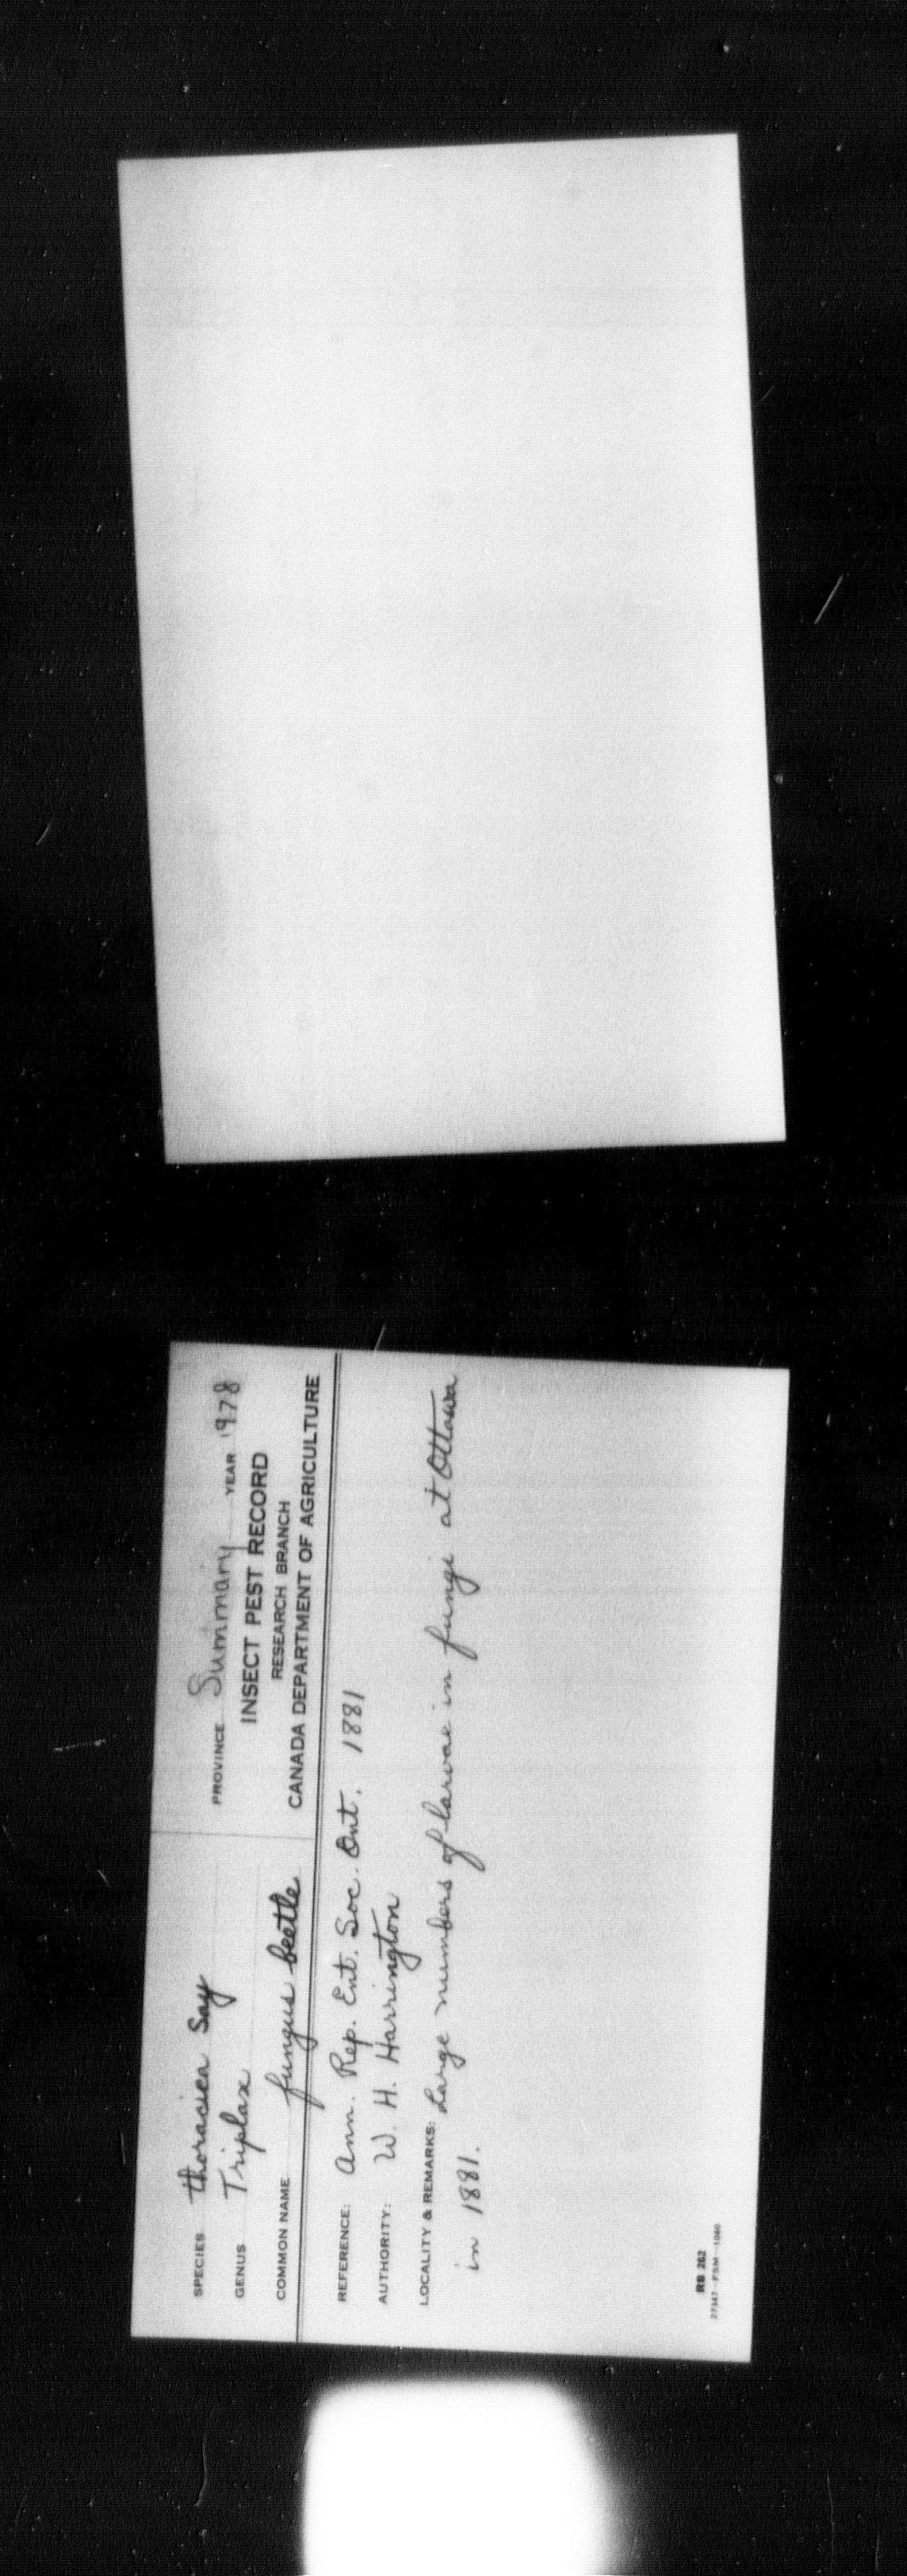 SPECIES thoracica Say
GENUS Triplax
COMMON NAME fungus beetle
PROVINCE Summary YEAR 1978
INSECT PEST RECORD
RESEARCH BRANCH
CANADA DEPARTMENT OF AGRICULTURE
REFERENCE: Ann. Rep. Ent. Soc. Ont. 1881
AUTHORITY: W. H. Harrington
LOCALITY & REMARKS: Large numbers of larvae in fungi at Ottawa
in 1881.
RB 262